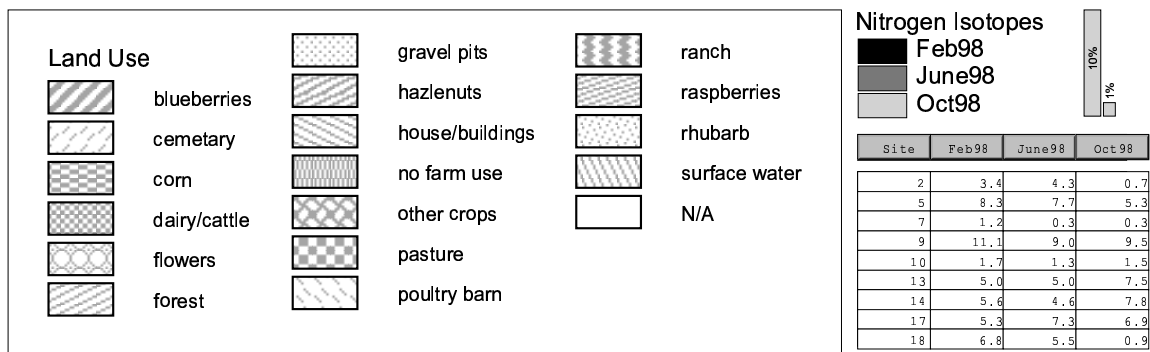 Land Use
blueberries
cemetary
corn
dairy/cattle
flowers
forest
gravel pits
hazlenuts
house/buildings
no farm use
other crops
pasture
poultry barn
ranch
raspberries
rhubarb
surface water
N/A
Nitrogen Isotopes
Feb98
June98
Oct98
10%
1%
Site Feb98 June98 Oct98
2 3.4 4.3 0.7
5 8.3 7.7 5.3
7 1.2 0.3 0.3
9 11.1 9.0 9.5
10 1.7 1.3 1.5
13 5.0 5.0 7.5
14 5.6 4.6 7.8
17 5.3 7.3 6.9
18 6.8 5.5 0.9